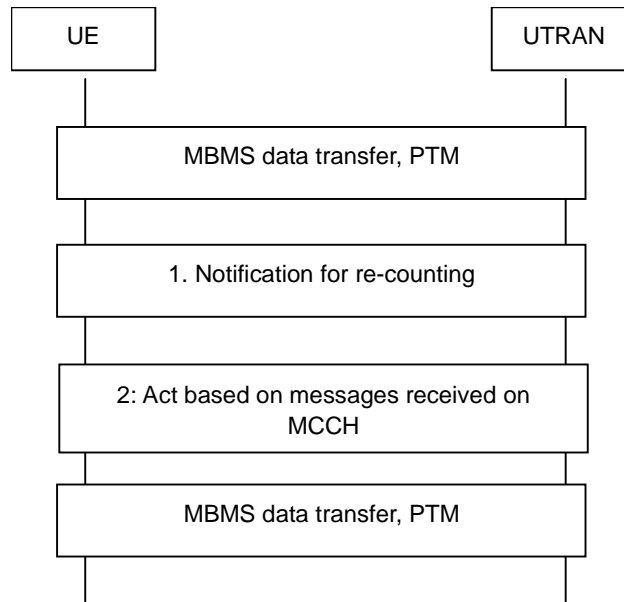 UE
UTRAN
MBMS data transfer, PTM
1. Notification for re-counting
2: Act based on messages received on
MCCH
MBMS data transfer, PTM